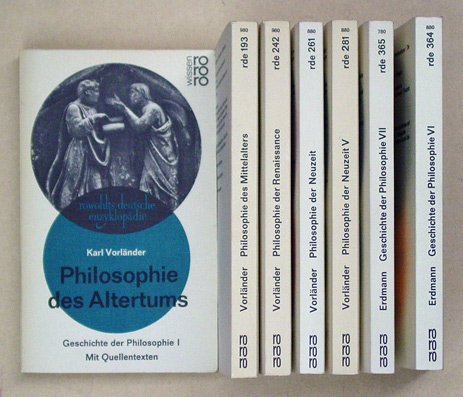 wissen
ro
ro
ro
rowohlts deutsche
enzyklopädie
Karl Vorländer
Philosophie
des Altertums
Geschichte der Philosophie I
Mit Quellentexten
Vorländer Philosophie des Mittelalters rde 193 980
Vorländer Philosophie der Renaissance rde 242 980
Vorländer Philosophie der Neuzeit rde 261 880
Vorländer Philosophie der Neuzeit V rde 281 880
Erdmann Geschichte der Philosophie VII rde 365 780
Erdmann Geschichte der Philosophie VI rde 364 880